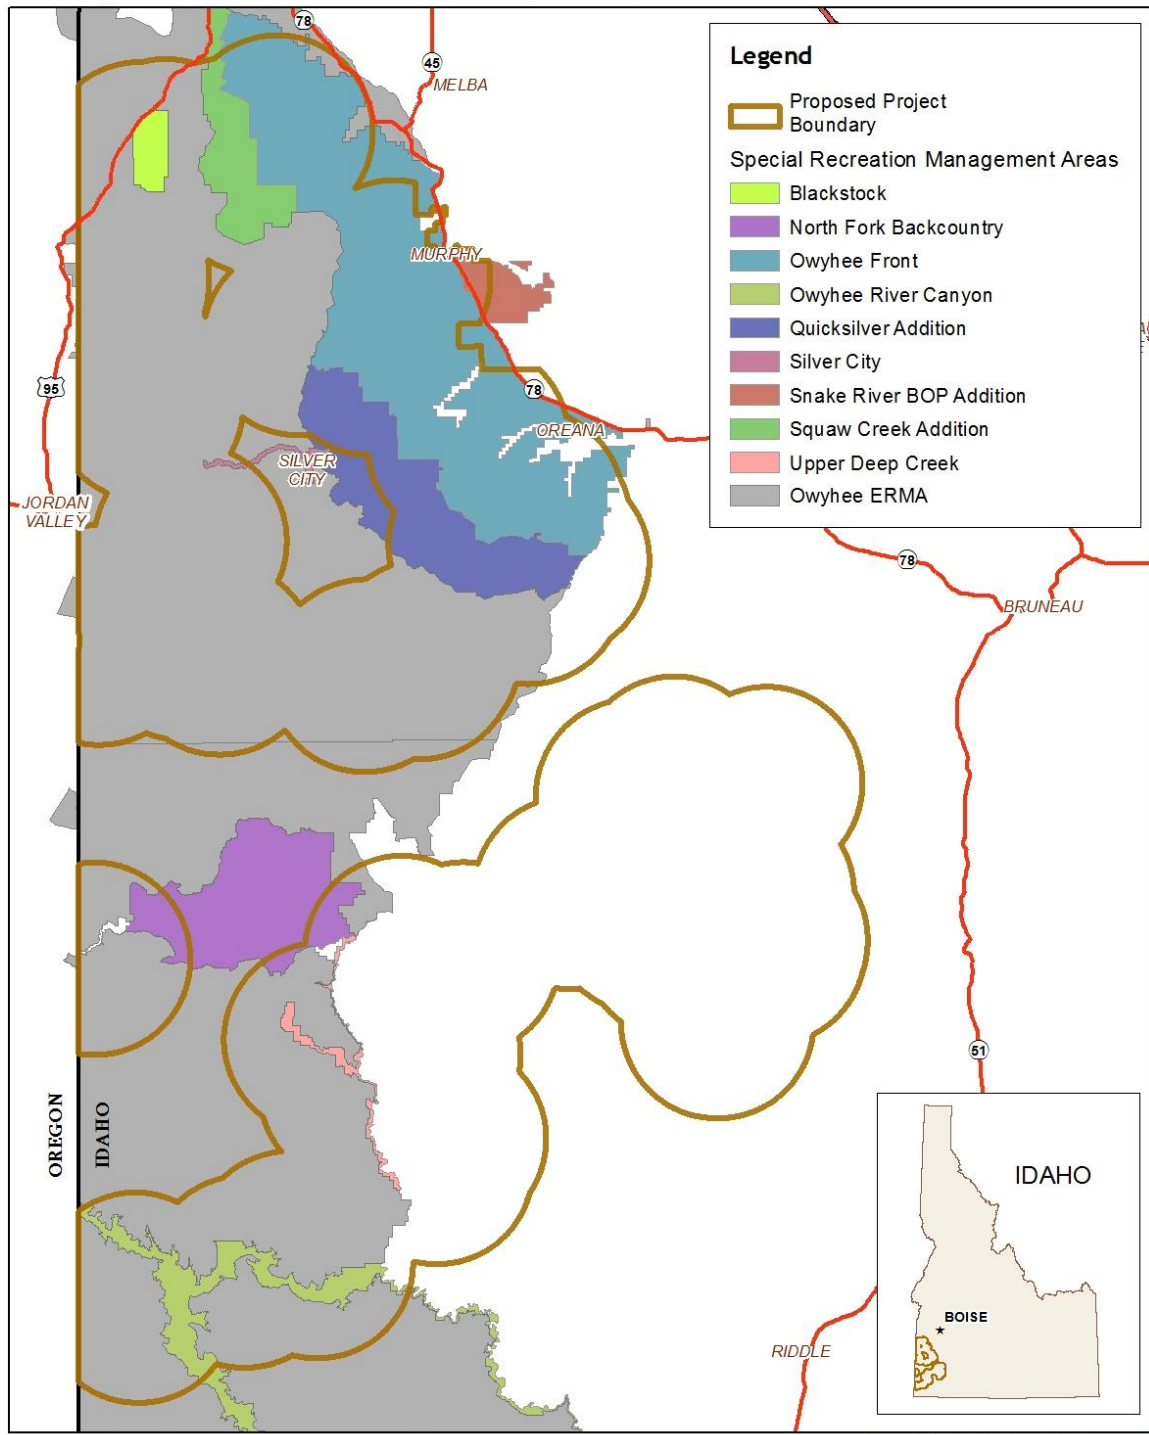 78
45
MELBA
Legend
Proposed Project
Boundary
Special Recreation Management Areas
Blackstock
North Fork Backcountry
Owyhee Front
Owyhee River Canyon
Quicksilver Addition
Silver City
Snake River BOP Addition
Squaw Creek Addition
Upper Deep Creek
Owyhee ERMA
MURPHY
95
78
OREANA
SILVER
CITY
JORDAN
VALLEY
78
BRUNEAU
51
OREGON
IDAHO
IDAHO
BOISE
RIDDLE